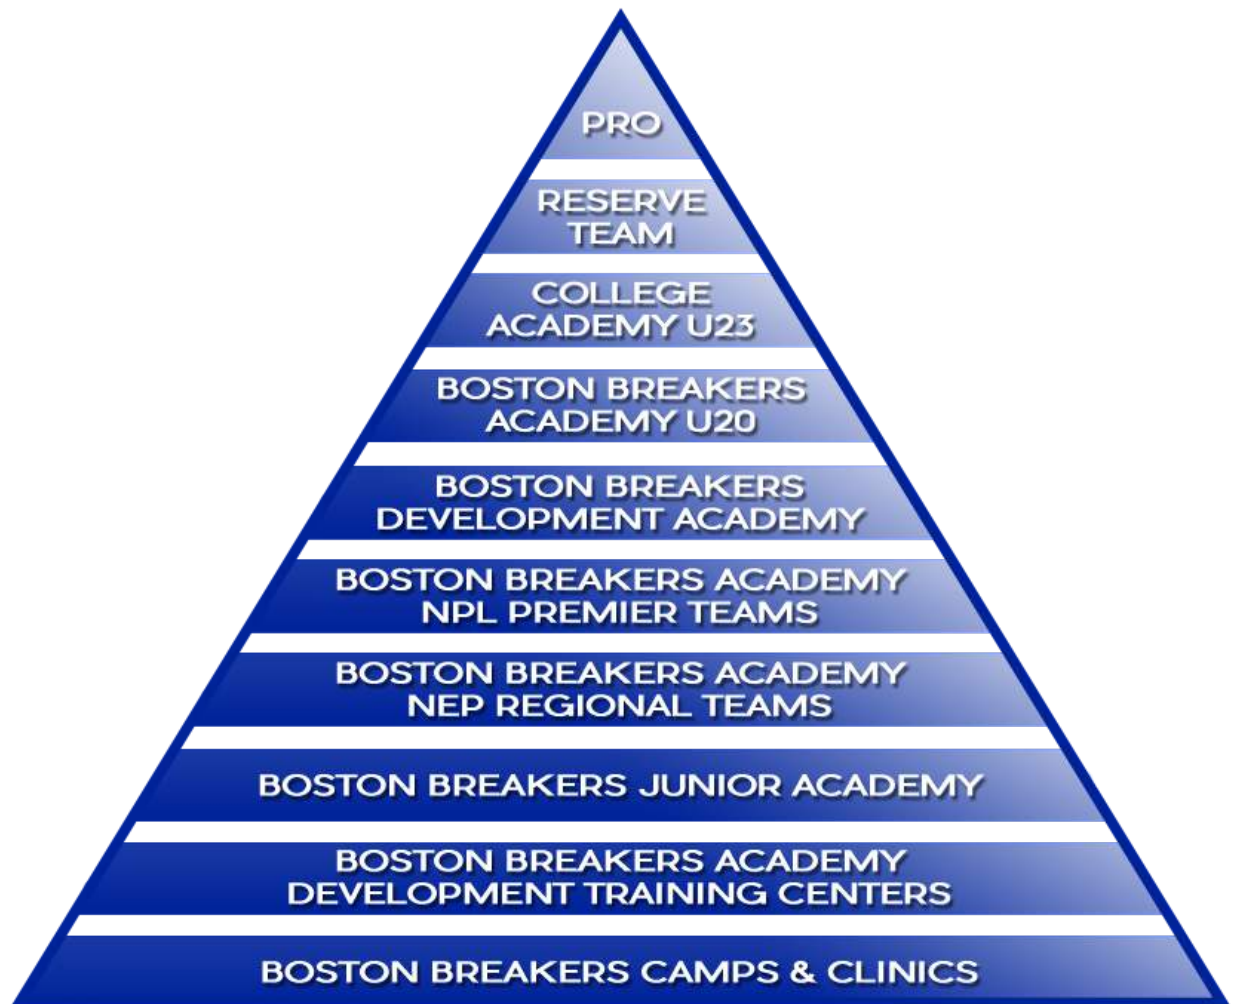 PRO
RESERVE
TEAM
COLLEGE
ACADEMY U23
BOSTON BREAKERS
ACADEMY U20
BOSTON BREAKERS
DEVELOPMENT ACADEMY
BOSTON BREAKERS ACADEMY
NPL PREMIER TEAMS
BOSTON BREAKERS ACADEMY
NEP REGIONAL TEAMS
BOSTON BREAKERS JUNIOR ACADEMY
BOSTON BREAKERS ACADEMY
DEVELOPMENT TRAINING CENTERS
BOSTON BREAKERS CAMPS & CLINICS